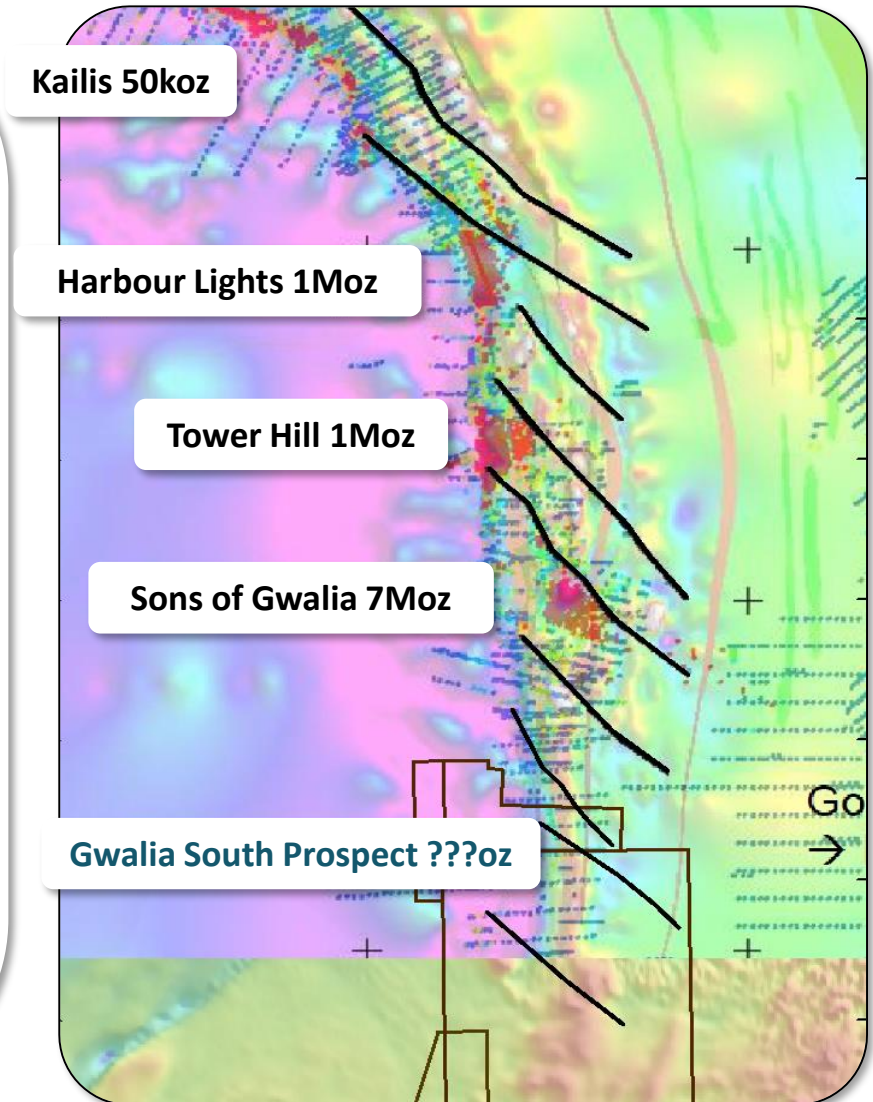 Kailis 50koz
Harbour Lights 1Moz
Tower Hill 1Moz
Sons of Gwalia 7Moz
Go
Gwalia South Prospect ???oz